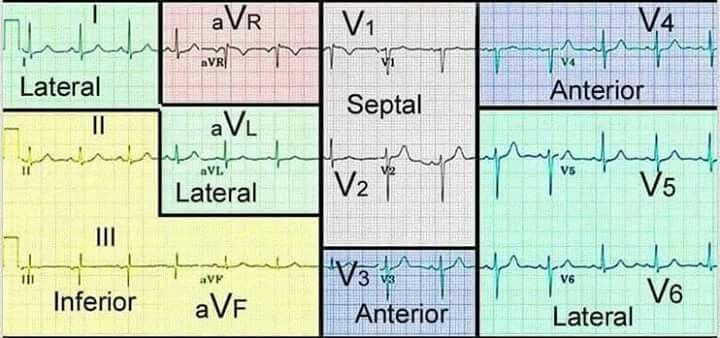 I
aVR
V1
V4
I
aVR
V1
V4
Lateral
Septal
Anterior
II
aVL
II
aVL
V2
V5
Lateral
V2
V5
III
III
aVF
V3
V3
V6
Inferior
aVF
Anterior
Lateral
V6